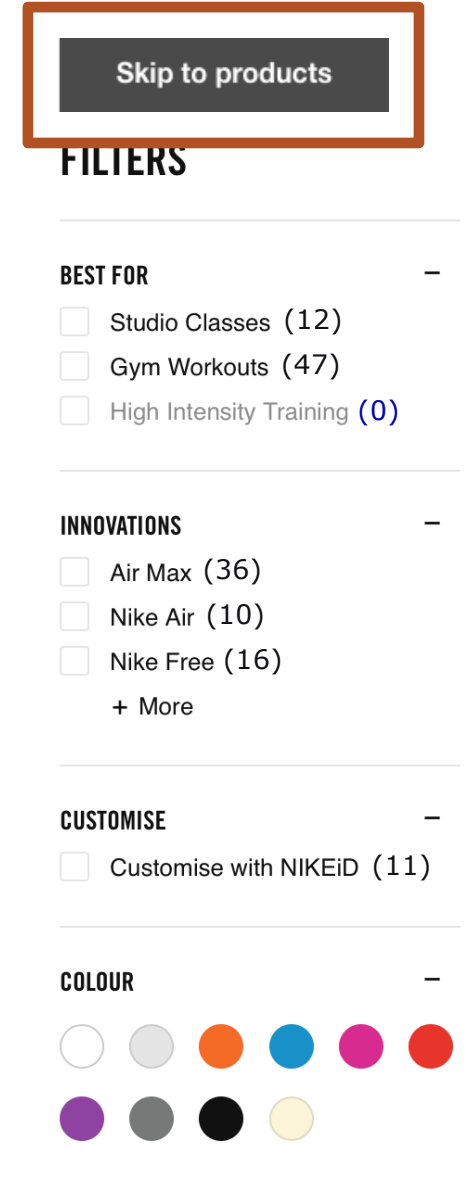 Skip to products
FILTERS
BEST FOR −
Studio Classes (12)
Gym Workouts (47)
High Intensity Training (0)
INNOVATIONS −
Air Max (36)
Nike Air (10)
Nike Free (16)
+ More
CUSTOMISE −
Customise with NIKEiD (11)
COLOUR −